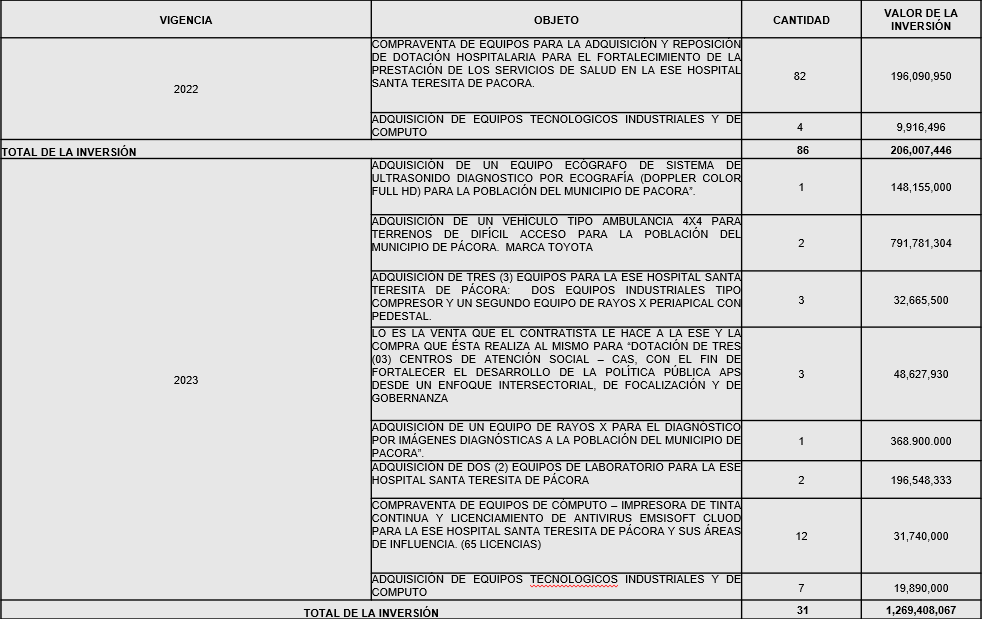 VIGENCIA OBJETO CANTIDAD VALOR DE LA
INVERSIÓN
COMPRAVENTA DE EQUIPOS PARA LA ADQUISICIÓN Y REPOSICIÓN
DE DOTACIÓN HOSPITALARIA PARA EL FORTALECIMIENTO DE LA
PRESTACIÓN DE LOS SERVICIOS DE SALUD EN LA ESE HOSPITAL
SANTA TERESITA DE PACORA.
82
196,090,950
2022
ADQUISICIÓN DE EQUIPOS TECNOLOGICOS INDUSTRIALES Y DE
COMPUTO
4
9,916,496
TOTAL DE LA INVERSIÓN 86 206,007,446
ADQUISICIÓN DE UN EQUIPO ECÓGRAFO DE SISTEMA DE
ULTRASONIDO DIAGNOSTICO POR ECOGRAFÍA (DOPPLER COLOR
FULL HD) PARA LA POBLACIÓN DEL MUNICIPIO DE PACORA”.
1
148,155,000
ADQUISICIÓN DE UN VEHÍCULO TIPO AMBULANCIA 4X4 PARA
TERRENOS DE DIFÍCIL ACCESO PARA LA POBLACIÓN DEL
MUNICIPIO DE PÁCORA. MARCA TOYOTA
2
791,781,304
ADQUISICIÓN DE TRES (3) EQUIPOS PARA LA ESE HOSPITAL SANTA
TERESITA DE PÁCORA: DOS EQUIPOS INDUSTRIALES TIPO
COMPRESOR Y UN SEGUNDO EQUIPO DE RAYOS X PERIAPICAL CON
PEDESTAL.
3
32,665,500
2023
LO ES LA VENTA QUE EL CONTRATISTA LE HACE A LA ESE Y LA
COMPRA QUE ÉSTA REALIZA AL MISMO PARA “DOTACIÓN DE TRES
(03) CENTROS DE ATENCIÓN SOCIAL – CAS, CON EL FIN DE
FORTALECER EL DESARROLLO DE LA POLÍTICA PÚBLICA APS
DESDE UN ENFOQUE INTERSECTORIAL, DE FOCALIZACIÓN Y DE
GOBERNANZA
3
48,627,930
ADQUISICIÓN DE UN EQUIPO DE RAYOS X PARA EL DIAGNÓSTICO
POR IMÁGENES DIAGNÓSTICAS A LA POBLACIÓN DEL MUNICIPIO DE
PACORA”.
1
368.900.000
ADQUISICIÓN DE DOS (2) EQUIPOS DE LABORATORIO PARA LA ESE
HOSPITAL SANTA TERESITA DE PÁCORA
2
196,548,333
COMPRAVENTA DE EQUIPOS DE CÓMPUTO – IMPRESORA DE TINTA
CONTINUA Y LICENCIAMIENTO DE ANTIVIRUS EMSISOFT CLUOD
PARA LA ESE HOSPITAL SANTA TERESITA DE PÁCORA Y SUS ÁREAS
DE INFLUENCIA. (65 LICENCIAS)
12
31,740,000
ADQUISICIÓN DE EQUIPOS TECNOLOGICOS INDUSTRIALES Y DE
COMPUTO
7
19,890,000
TOTAL DE LA INVERSIÓN 31 1,269,408,067